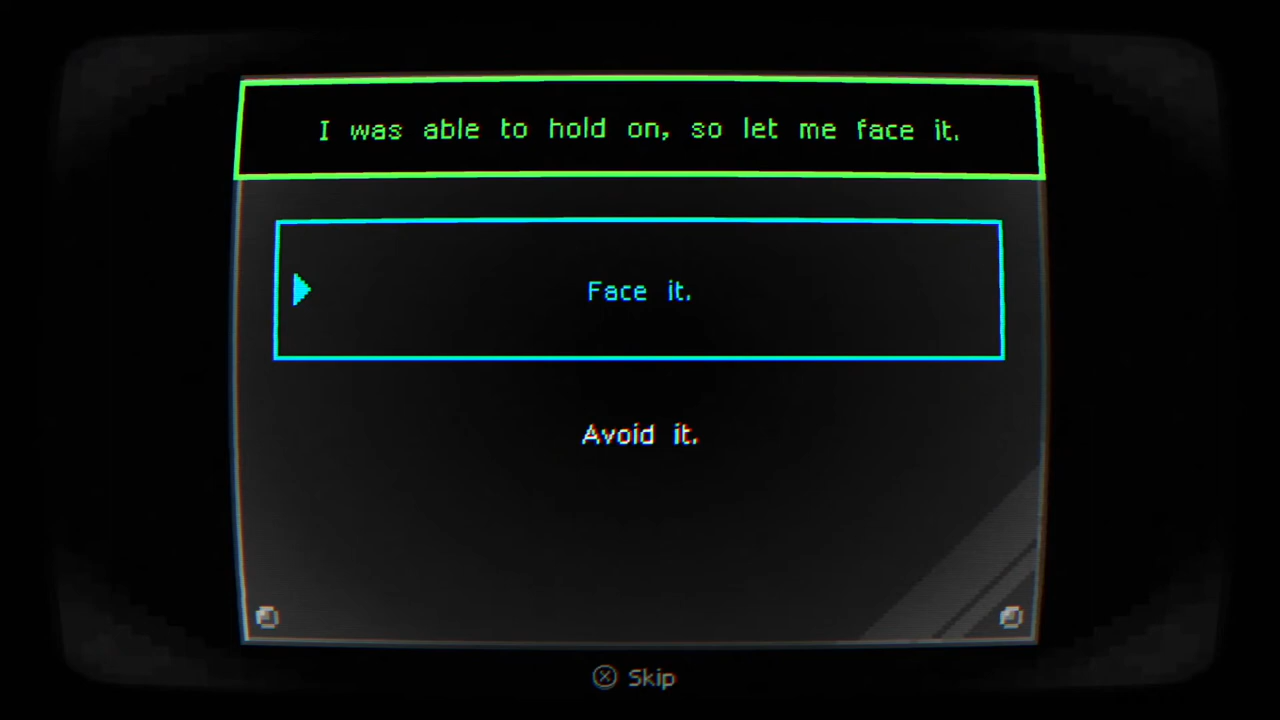 I was able to hold on, so let me face it.
Face it.
Avoid it.
Skip